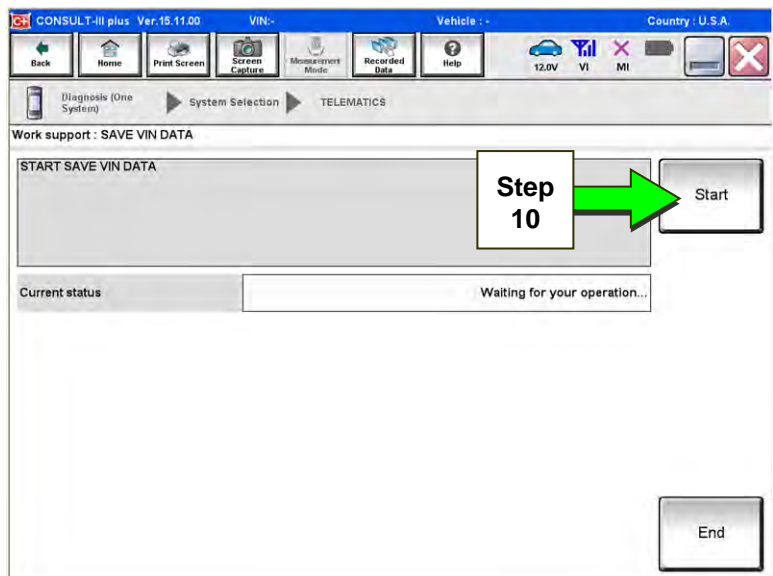 CONSULT-III plus Ver.15.11.00 VIN:- Vehicle : - Country : U.S.A.
Back
Home
Print Screen
Screen Capture
Measurement Mode
Recorded Data
Help
12.0V
VI
MI
Diagnosis (One System)
System Selection
TELEMATICS
Work support : SAVE VIN DATA
START SAVE VIN DATA
Step
10
Start
Current status
Waiting for your operation...
End